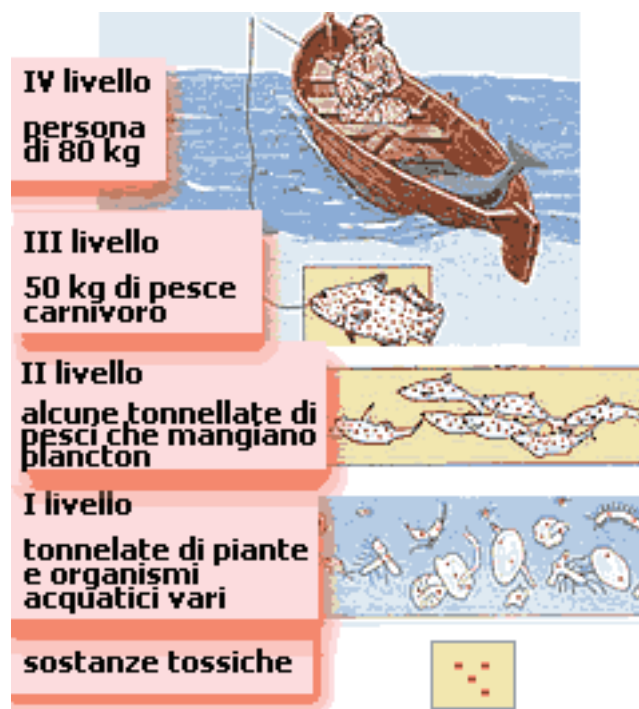 IV livello
persona
di 80 kg
III livello
50 kg di pesce
carnivoro
II livello
alcune tonnellate di
pesci che mangiano
plancton
I livello
tonnelate di piante
e organismi
acquatici vari
sostanze tossiche